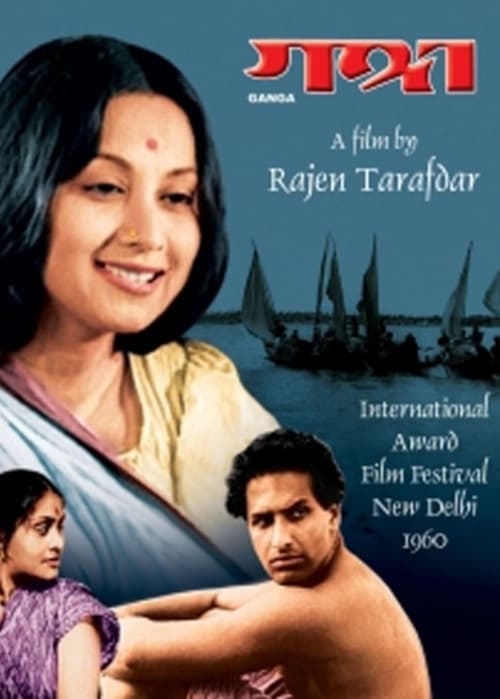 গঙ্গা
GANGA
A film by
Rajen Tarafdar
International
Award
Film Festival
New Delhi
1960